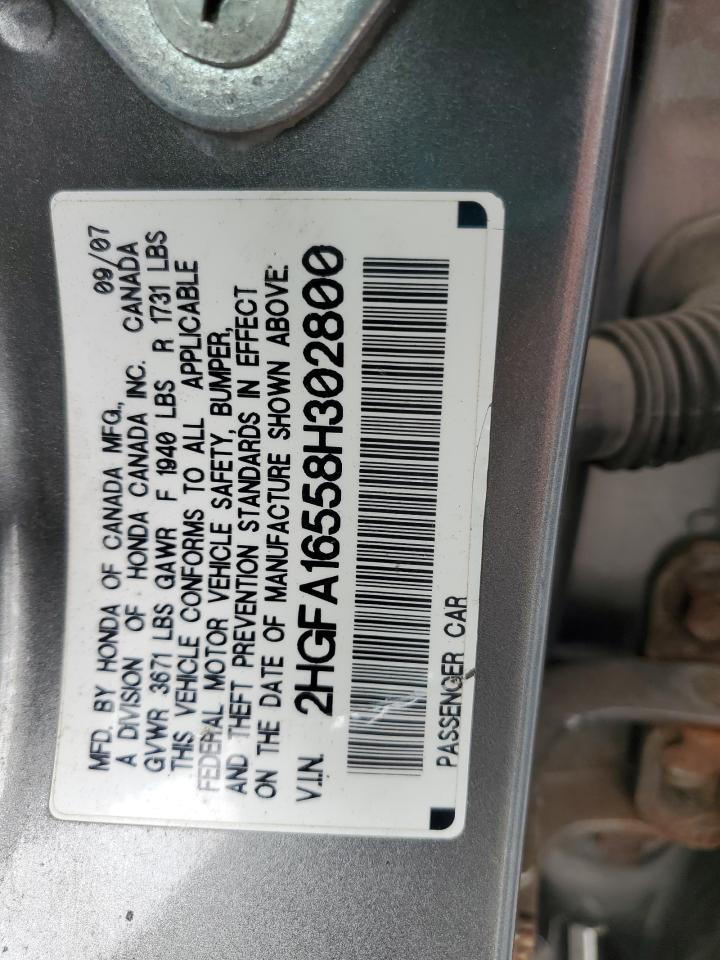 MFD. BY HONDA OF CANADA MFG., 09/07
A DIVISION OF HONDA CANADA INC. CANADA
GVWR 3671 LBS GAWR F 1940 LBS R 1731 LBS
THIS VEHICLE CONFORMS TO ALL APPLICABLE
FEDERAL MOTOR VEHICLE SAFETY, BUMPER,
AND THEFT PREVENTION STANDARDS IN EFFECT
ON THE DATE OF MANUFACTURE SHOWN ABOVE.
V.I.N. 2HGFA16558H302800
PASSENGER CAR